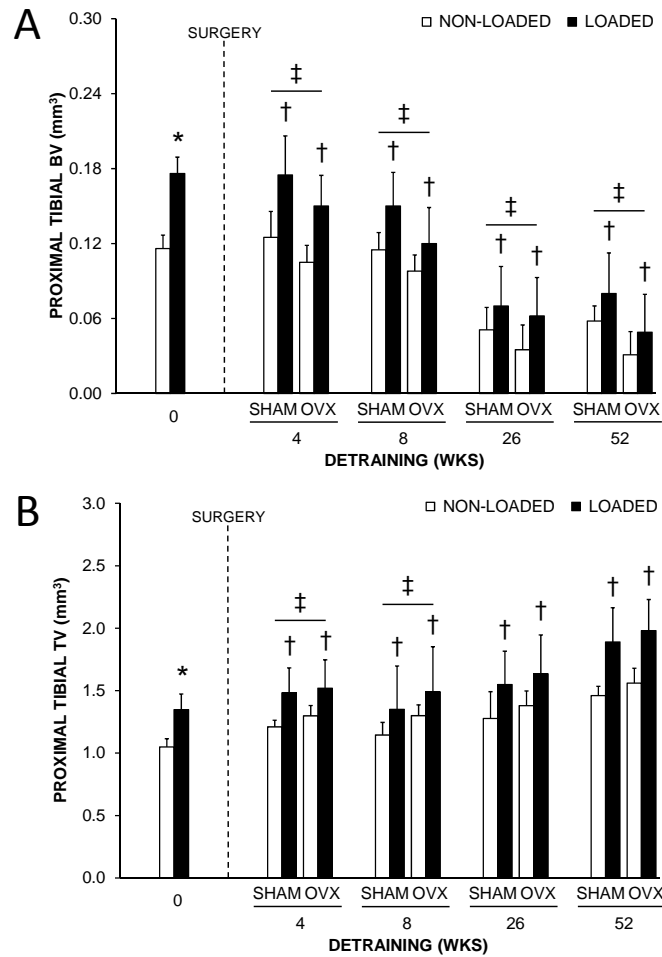 A
SURGERY
□ NON-LOADED ■ LOADED
PROXIMAL TIBIAL BV (mm³)
0.30
0.24
0.18
0.12
0.06
0.00
*
‡ ‡ ‡ ‡
† † † † † † † †
SHAM OVX SHAM OVX SHAM OVX SHAM OVX
0 4 8 26 52
DETRAINING (WKS)
B
SURGERY
□ NON-LOADED ■ LOADED
PROXIMAL TIBIAL TV (mm³)
3.0
2.5
2.0
1.5
1.0
0.5
0.0
*
‡ ‡
† † † † † † † †
SHAM OVX SHAM OVX SHAM OVX SHAM OVX
0 4 8 26 52
DETRAINING (WKS)